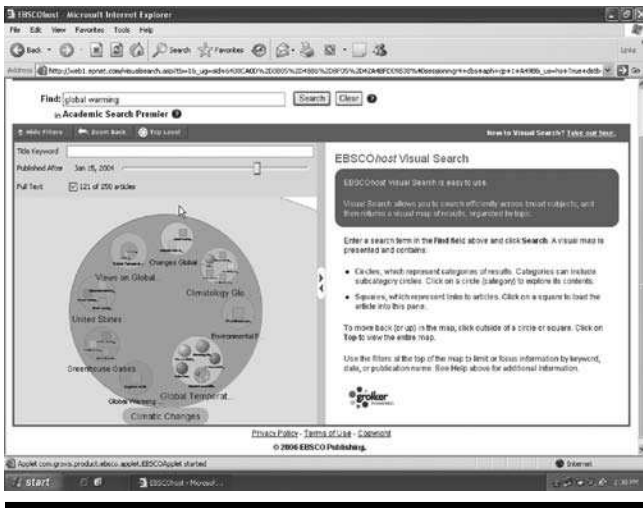 EBSCOhost - Microsoft Internet Explorer
File Edit View Favorites Tools Help
Back Search Favorites
Address Links
Find: global warming Search Clear
in Academic Search Premier
Hide Filters Zoom Back Top Level New to Visual Search? Take our tour.
Title Keyword
Published After Jan 15, 2004
Full Text 121 of 250 articles
Changes Global
Views on Global...
Climatology Glo
United States
Environmental P
Greenhouse Gases
Global Temperat...
Global Warming
Climatic Changes
EBSCOhost Visual Search
EBSCOhost Visual Search is easy to use.
Visual Search allows you to search efficiently across broad subjects, and
then returns a visual map of results, organized by topic.
Enter a search term in the Find field above and click Search. A visual map is
presented and contains:
• Circles, which represent categories of results. Categories can include
subcategory circles. Click on a circle (category) to explore its contents.
• Squares, which represent links to articles. Click on a square to load the
article into this pane.
To move back (or up) in the map, click outside of a circle or square. Click on
Top to view the entire map.
Use the filters at the top of the map to limit or focus information by keyword,
date, or publication name. See Help above for additional information.
groxker
Privacy Policy - Terms of Use - Copyright
© 2006 EBSCO Publishing.
Applet com.groxis.product.ebsco.applet.EBSCOApplet started Internet
start EBSCOhost - Microsof... 2:30 PM